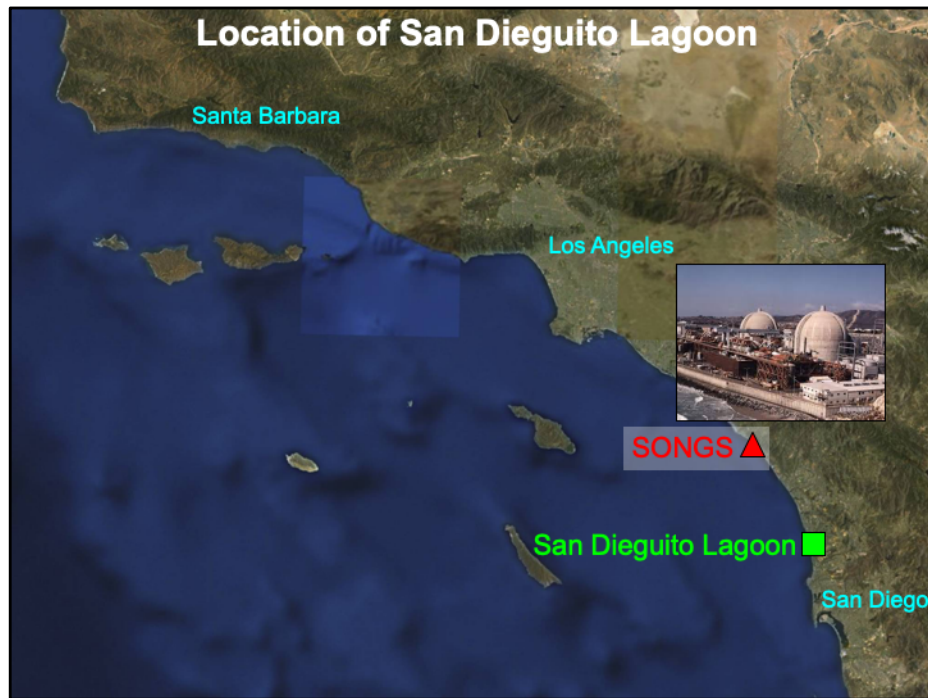 Location of San Dieguito Lagoon
Santa Barbara
Los Angeles
SONGS
San Dieguito Lagoon
San Diego